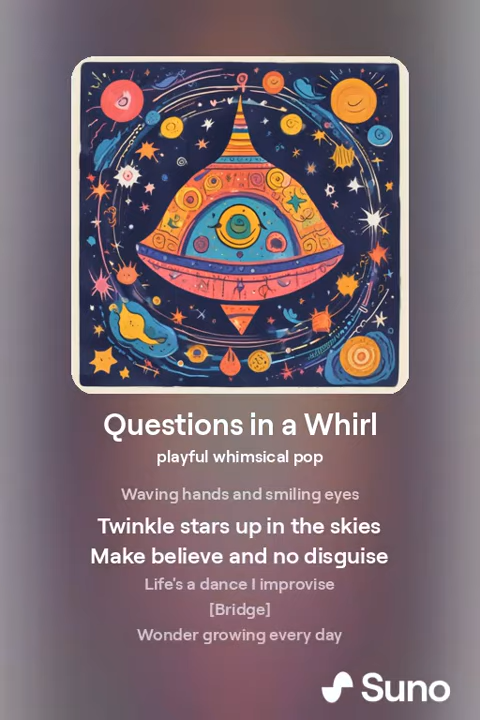 Questions in a Whirl
playful whimsical pop
Waving hands and smiling eyes
Twinkle stars up in the skies
Make believe and no disguise
Life's a dance I improvise
[Bridge]
Wonder growing every day
Suno